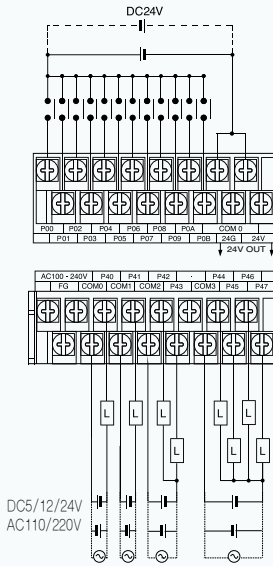 DC24V
P00 P02 P04 P06 P08 P0A COM 0
P01 P03 P05 P07 P09 P0B 24G 24V
24V OUT
AC100 - 240V P40 P41 P42 · P44 P46
FG COM0 COM1 COM2 P43 COM3 P45 P47
L L L
L L L
DC5/12/24V
AC110/220V